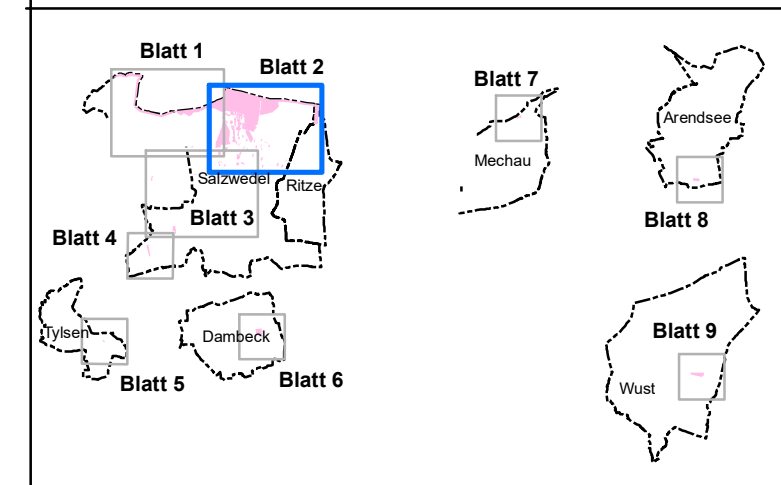 Blatt 1
Blatt 2
Salzwedel
Ritze
Blatt 3
Blatt 4
Tylsen
Blatt 5
Dambeck
Blatt 6
Blatt 7
Mechau
Arendsee
Blatt 8
Blatt 9
Wust